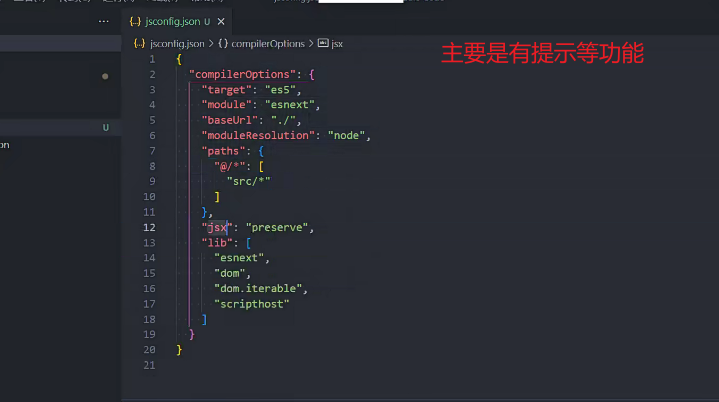 ··· {..} jsconfig.json U ×
{..} jsconfig.json > {} compilerOptions > jsx
主要是有提示等功能
1 {
2 "compilerOptions": {
3 "target": "es5",
4 "module": "esnext",
5 "baseUrl": "./",
6 "moduleResolution": "node",
7 "paths": {
8 "@/*": [
9 "src/*"
10 ]
11 },
12 "jsx": "preserve",
13 "lib": [
14 "esnext",
15 "dom",
16 "dom.iterable",
17 "scripthost"
18 ]
19 }
20 }
21
U
on